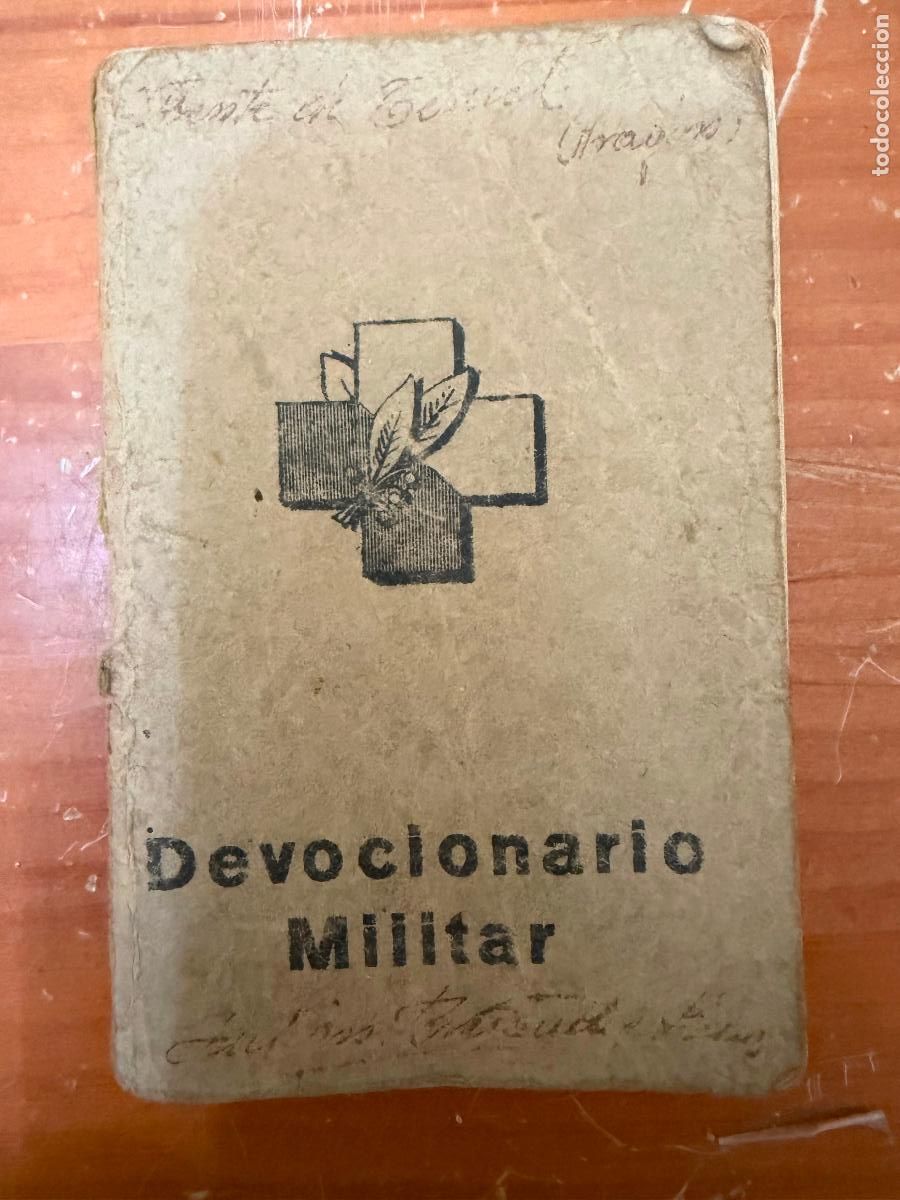 Frente de Teruel
(Aragón)
Devocionario
Militar
todocoleccion